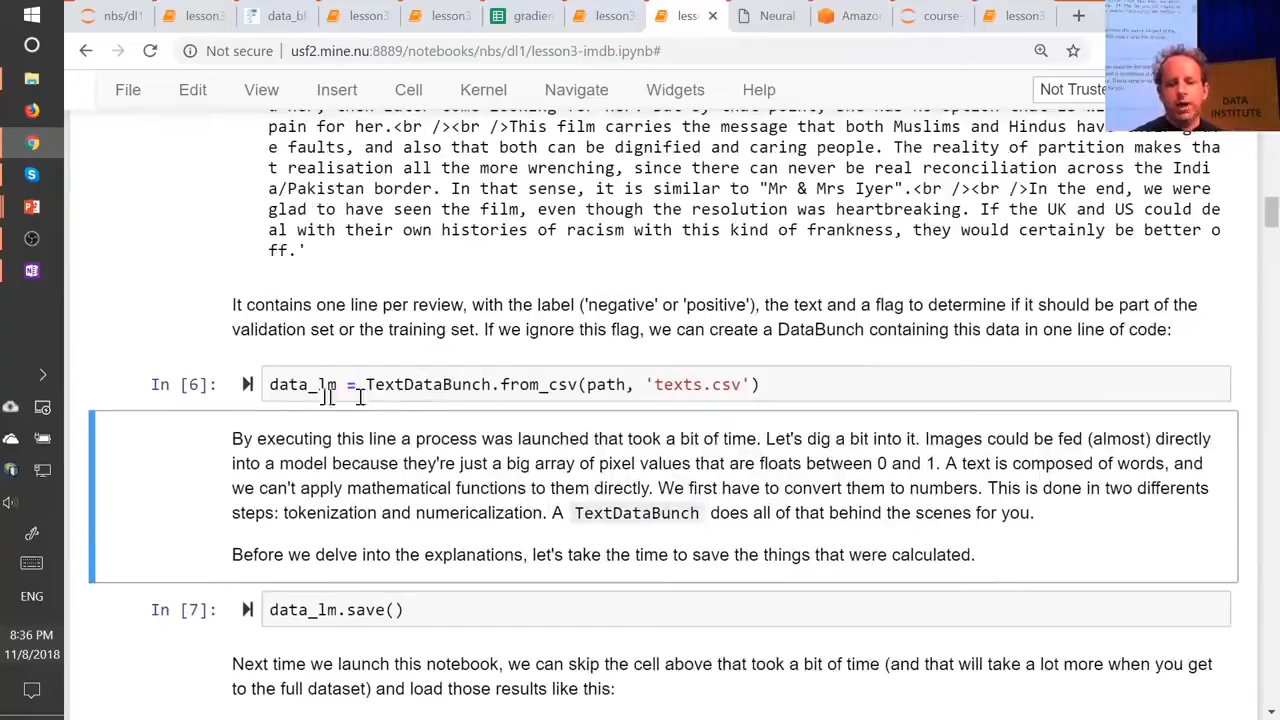 nbs/dl1
lesson3
data_bl
lesson3
gradier
lesson3
less
Neural
Amazo
course-
lesson3
Not secure
usf2.mine.nu:8889/
nbs/dl1/lesson3-imdb.ipynb#
File Edit View Insert Cell Kernel Navigate Widgets Help
Not Truste
pain for her.<br /><br />This film carries the message that both Muslims and Hindus have
e faults, and also that both can be dignified and caring people. The reality of partition makes tha
t realisation all the more wrenching, since there can never be real reconciliation across the Indi
a/Pakistan border. In that sense, it is similar to "Mr & Mrs Iyer".<br /><br />In the end, we were
glad to have seen the film, even though the resolution was heartbreaking. If the UK and US could de
al with their own histories of racism with this kind of frankness, they would certainly be better o
ff.'
It contains one line per review, with the label ('negative' or 'positive'), the text and a flag to determine if it should be part of the
validation set or the training set. If we ignore this flag, we can create a DataBunch containing this data in one line of code:
In [6]: data_lm = TextDataBunch.from_csv(path, 'texts.csv')
By executing this line a process was launched that took a bit of time. Let's dig a bit into it. Images could be fed (almost) directly
into a model because they're just a big array of pixel values that are floats between 0 and 1. A text is composed of words, and
we can't apply mathematical functions to them directly. We first have to convert them to numbers. This is done in two differents
steps: tokenization and numericalization. A TextDataBunch does all of that behind the scenes for you.
Before we delve into the explanations, let's take the time to save the things that were calculated.
In [7]: data_lm.save()
Next time we launch this notebook, we can skip the cell above that took a bit of time (and that will take a lot more when you get
to the full dataset) and load those results like this:
ENG
8:36 PM
11/8/2018
DATA
INSTITUTE